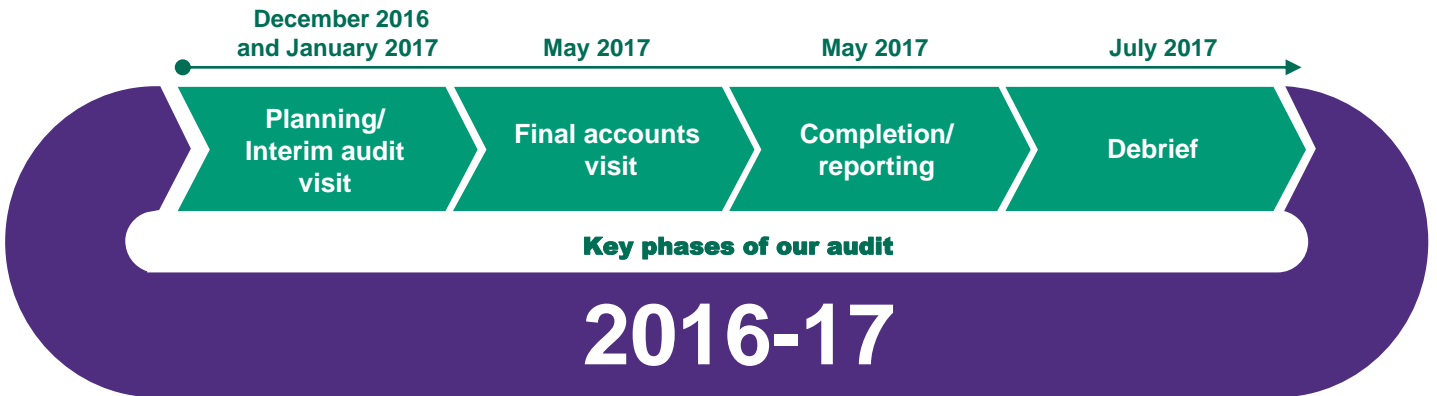 December 2016
and January 2017
May 2017
May 2017
July 2017
Planning/
Interim audit
visit
Final accounts
visit
Completion/
reporting
Debrief
Key phases of our audit
2016-17